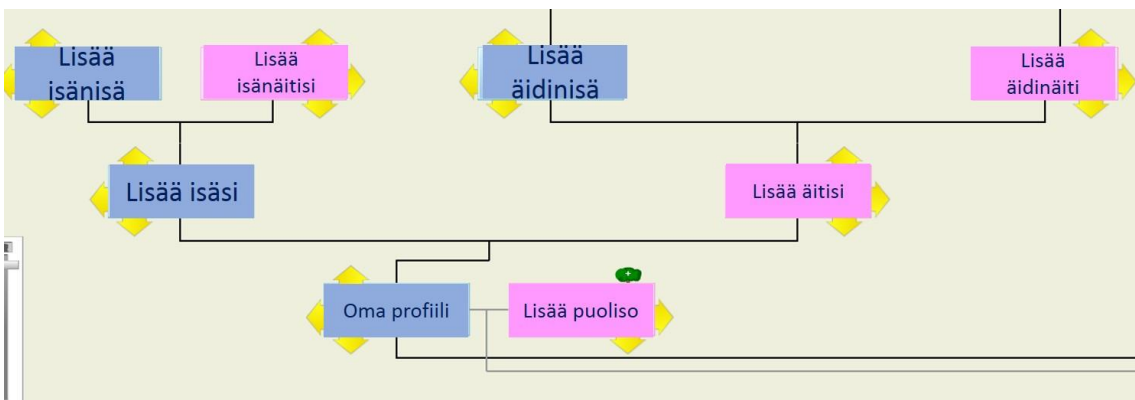 Lisää
isänisä
Lisää
isänäitisi
Lisää
äidinisä
Lisää
äidinäiti
Lisää isäsi
Lisää äitisi
Oma profiili
Lisää puoliso